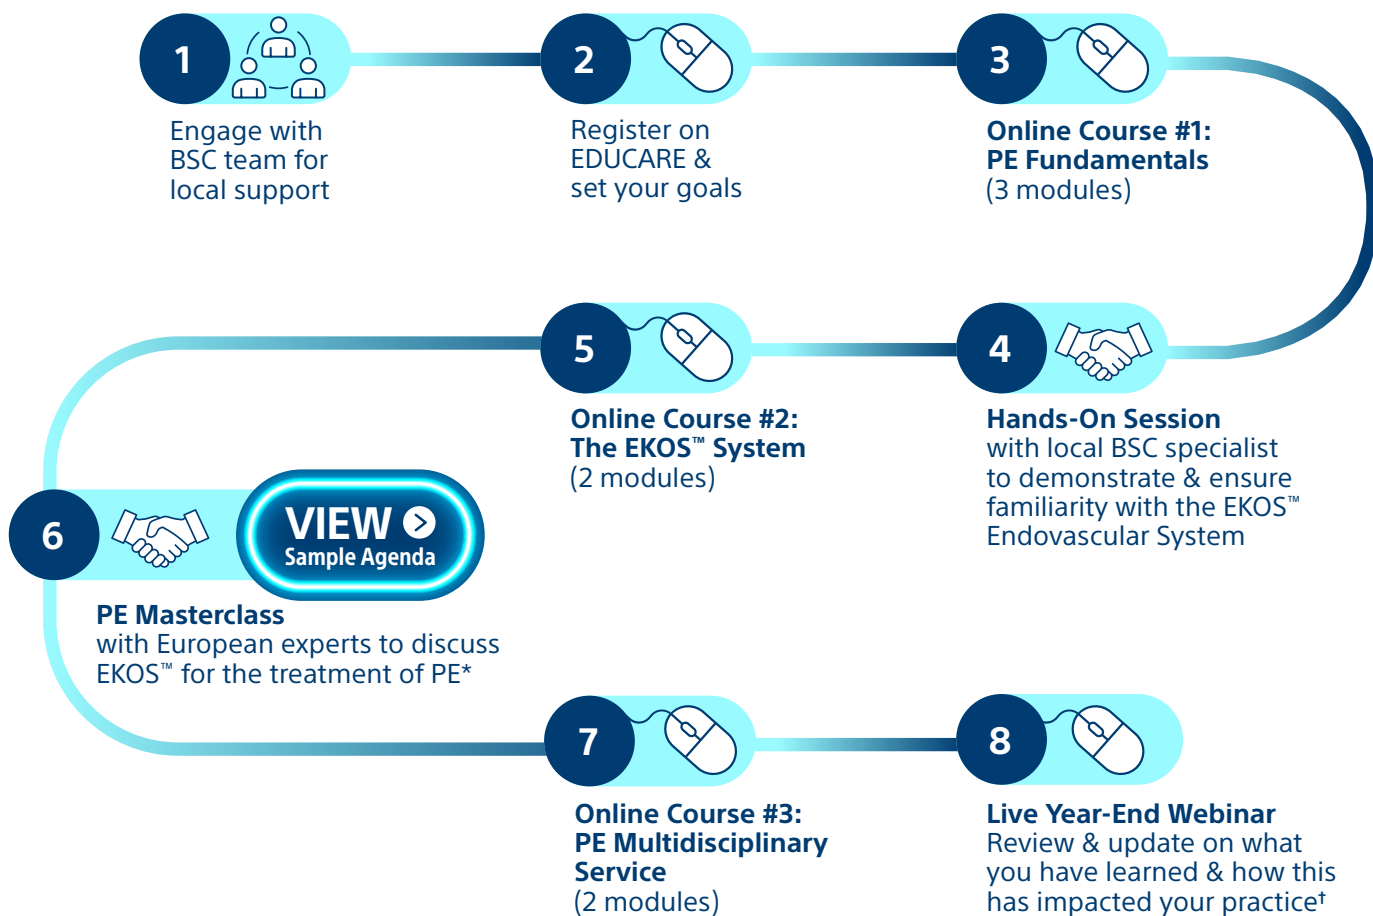 1
Engage with
BSC team for
local support
2
Register on
EDUCARE &
set your goals
3
Online Course #1:
PE Fundamentals
(3 modules)
4
Hands-On Session
with local BSC specialist
to demonstrate & ensure
familiarity with the EKOS™
Endovascular System
5
Online Course #2:
The EKOS™ System
(2 modules)
6
VIEW
Sample Agenda
PE Masterclass
with European experts to discuss
EKOS™ for the treatment of PE*
7
Online Course #3:
PE Multidisciplinary
Service
(2 modules)
8
Live Year-End Webinar
Review & update on what
you have learned & how this
has impacted your practice†